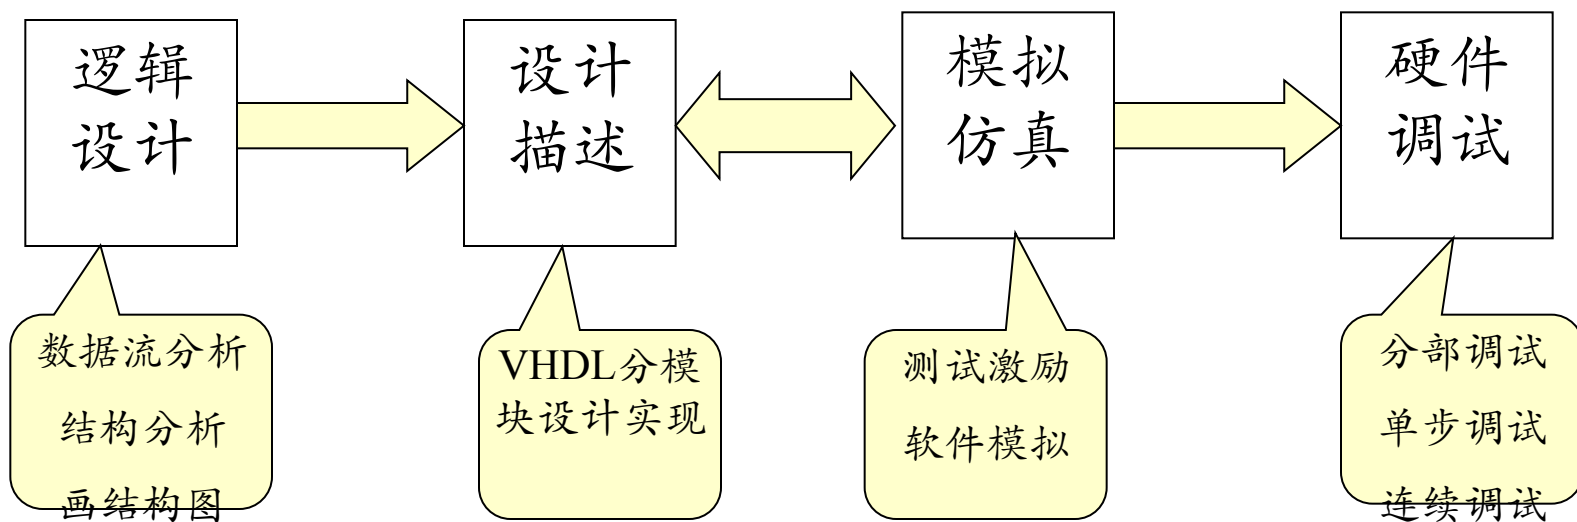 逻辑
设计
设计
描述
模拟
仿真
硬件
调试
数据流分析
结构分析
画结构图
VHDL分模
块设计实现
测试激励
软件模拟
分部调试
单步调试
连续调试